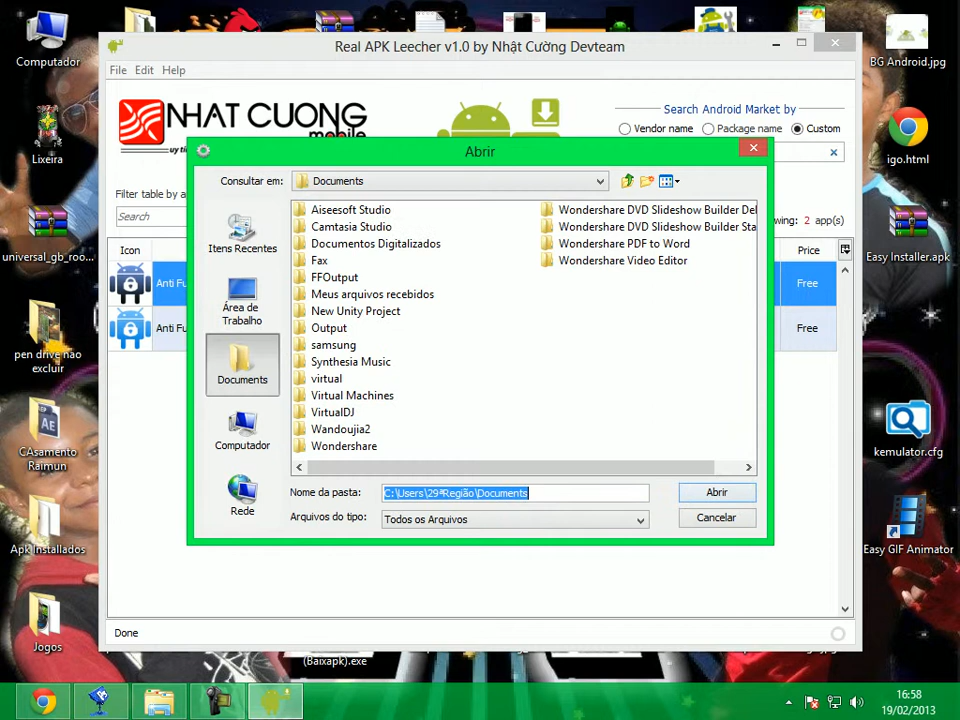 Computador
Real APK Leecher v1.0 by Nhật Cường Devteam
BG Android.jpg
File Edit Help
NHAT CUONG
mobile
Search Android Market by
Vendor name Package name Custom
Lixeira
igo.html
Abrir
Consultar em: Documents
Filter table by a
Search
wing: 2 app(s)
Icon
Price
Anti Fu
Free
Anti Fu
Free
Itens Recentes
Área de
Trabalho
Documents
Computador
Rede
Aiseesoft Studio
Camtasia Studio
Documentos Digitalizados
Fax
FFOutput
Meus arquivos recebidos
New Unity Project
Output
samsung
Synthesia Music
virtual
Virtual Machines
VirtualDJ
Wandoujia2
Wondershare
Wondershare DVD Slideshow Builder Del
Wondershare DVD Slideshow Builder Sta
Wondershare PDF to Word
Wondershare Video Editor
Nome da pasta: C:\Users\29ªRegião\Documents
Abrir
Arquivos do tipo: Todos os Arquivos
Cancelar
universal_gb_roo...
Easy Installer.apk
pen drive não
excluir
CAsamento
Raimun
kemulator.cfg
Apk Installados
Easy GIF Animator
Jogos
Done
(Baixapk).exe
16:58
19/02/2013